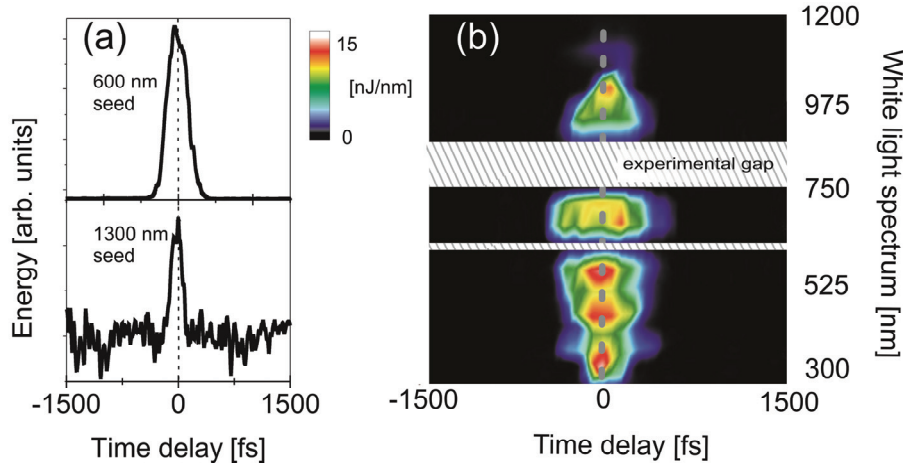 (a)
600 nm
seed
1300 nm
seed
Energy [arb. units]
-1500
0
1500
Time delay [fs]
15
[nJ/nm]
0
(b)
experimental gap
1200
975
750
525
300
White light spectrum [nm]
-1500
0
1500
Time delay [fs]